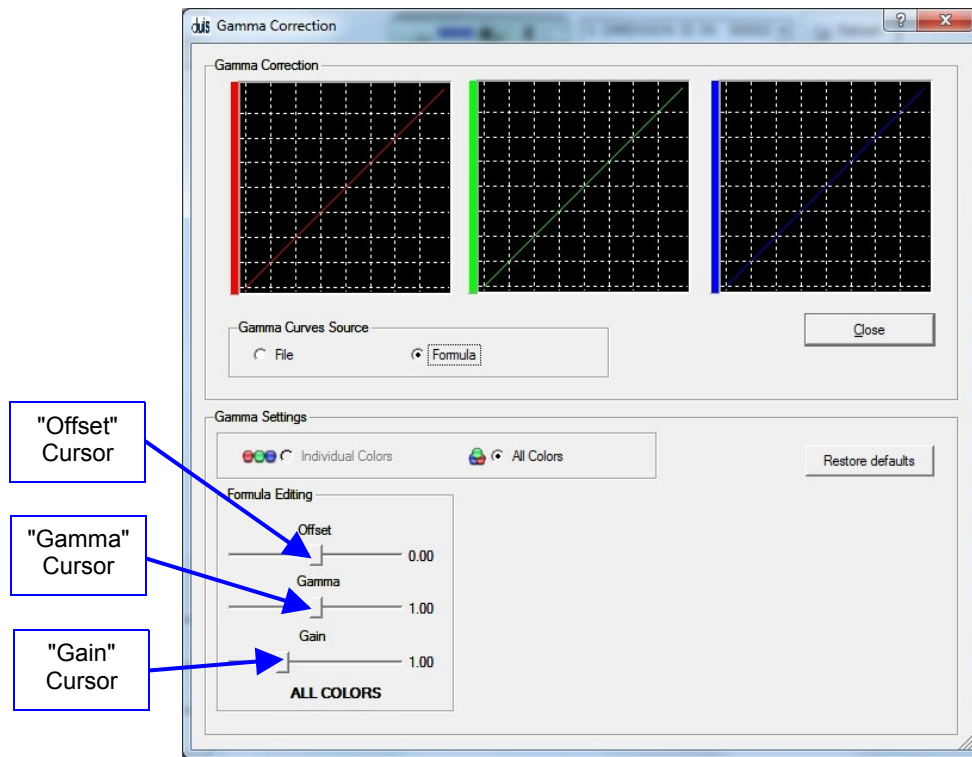 duis Gamma Correction
Gamma Correction
Gamma Curves Source
File
Formula
Close
Gamma Settings
Individual Colors
All Colors
Restore defaults
Formula Editing
Offset
0.00
Gamma
1.00
Gain
1.00
ALL COLORS
"Offset"
Cursor
"Gamma"
Cursor
"Gain"
Cursor